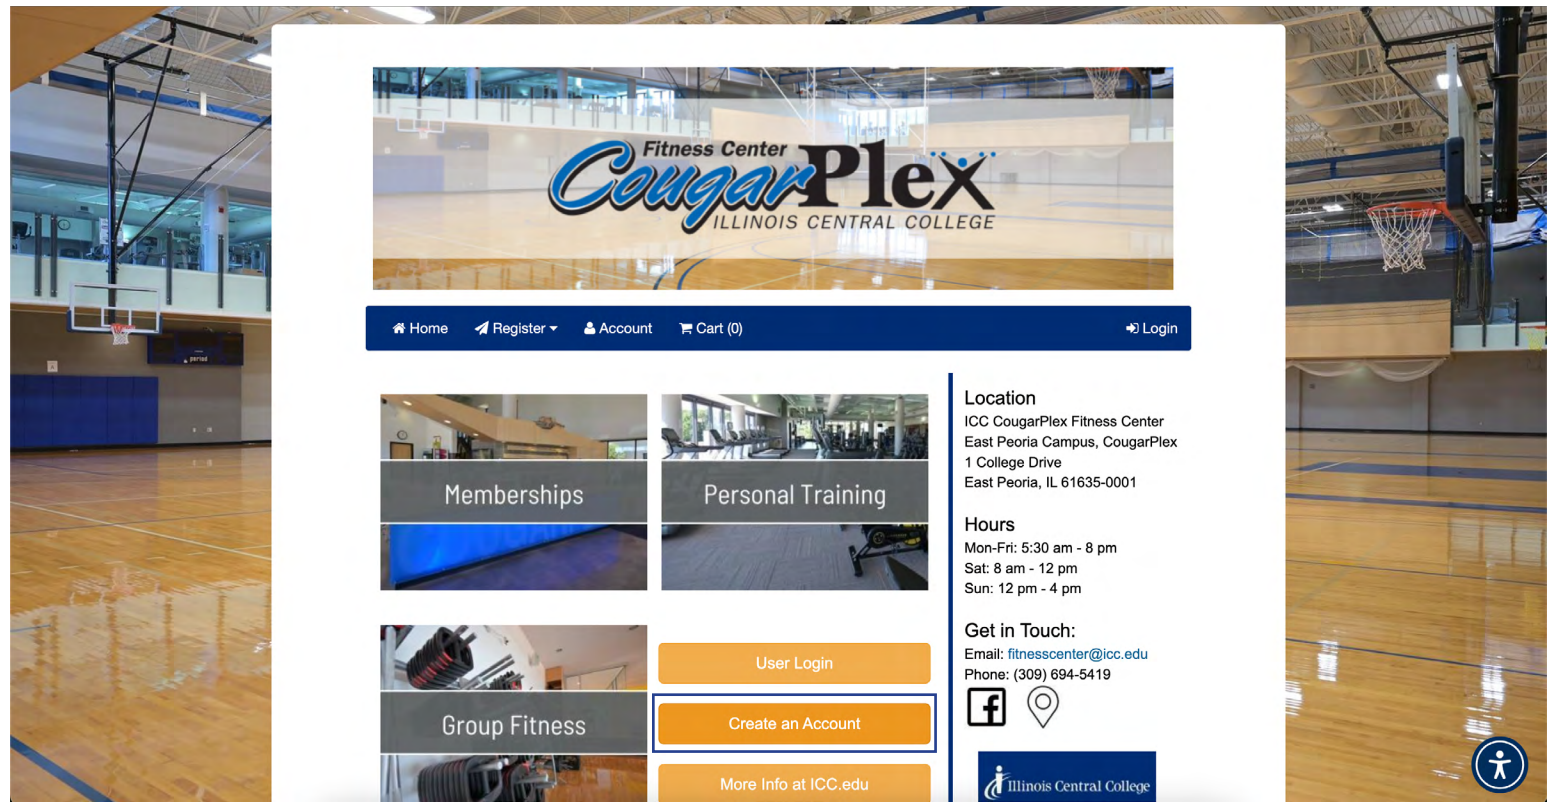 Fitness Center
CougarPlex
ILLINOIS CENTRAL COLLEGE
Home Register Account Cart (0) Login
period
Memberships
Personal Training
Group Fitness
User Login
Create an Account
More Info at ICC.edu
Location
ICC CougarPlex Fitness Center
East Peoria Campus, CougarPlex
1 College Drive
East Peoria, IL 61635-0001
Hours
Mon-Fri: 5:30 am - 8 pm
Sat: 8 am - 12 pm
Sun: 12 pm - 4 pm
Get in Touch:
Email: fitnesscenter@icc.edu
Phone: (309) 694-5419
Illinois Central College